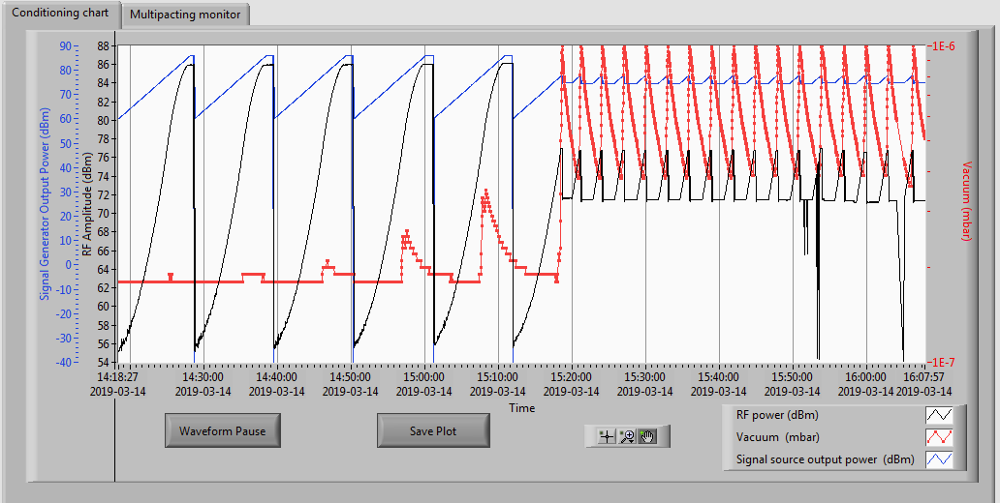 Conditioning chart
Multipacting monitor
Signal Generator Output Power (dBm)
90
80
70
60
50
40
30
20
10
0
-10
-20
-30
-40
RF Amplitude (dBm)
88
86
84
82
80
78
76
74
72
70
68
66
64
62
60
58
56
54
1E-6
1E-7
Vacuum (mbar)
14:18:27 14:30:00 14:40:00 14:50:00 15:00:00 15:10:00 15:20:00 15:30:00 15:40:00 15:50:00 16:00:00 16:07:57
2019-03-14 2019-03-14 2019-03-14 2019-03-14 2019-03-14 2019-03-14 2019-03-14 2019-03-14 2019-03-14 2019-03-14 2019-03-14 2019-03-14
Time
Waveform Pause
Save Plot
RF power (dBm)
Vacuum (mbar)
Signal source output power (dBm)